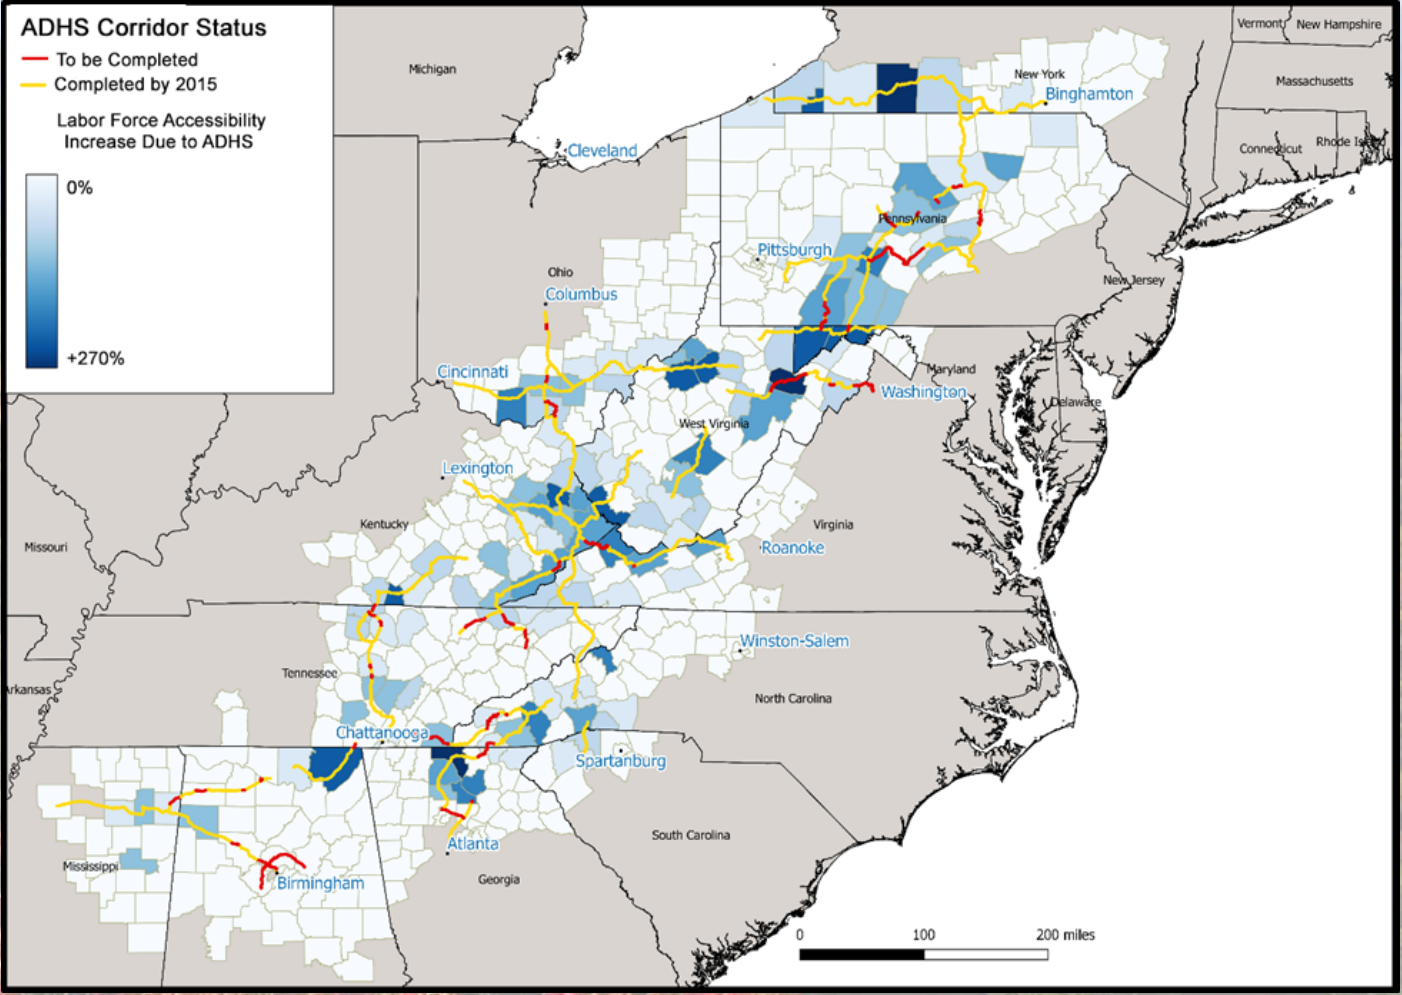 ADHS Corridor Status
To be Completed
Completed by 2015
Labor Force Accessibility
Increase Due to ADHS
0%
+270%
Michigan
Vermont
New Hampshire
New York
Massachusetts
Binghamton
Connecticut
Rhode Is
Cleveland
Pennsylvania
Pittsburgh
Ohio
New Jersey
Columbus
Cincinnati
Maryland
Washington
Delaware
West Virginia
Lexington
Kentucky
Virginia
Missouri
Roanoke
Winston-Salem
Tennessee
Arkansas
North Carolina
Chattanooga
Spartanburg
South Carolina
Atlanta
Mississippi
Birmingham
Georgia
0 100 200 miles